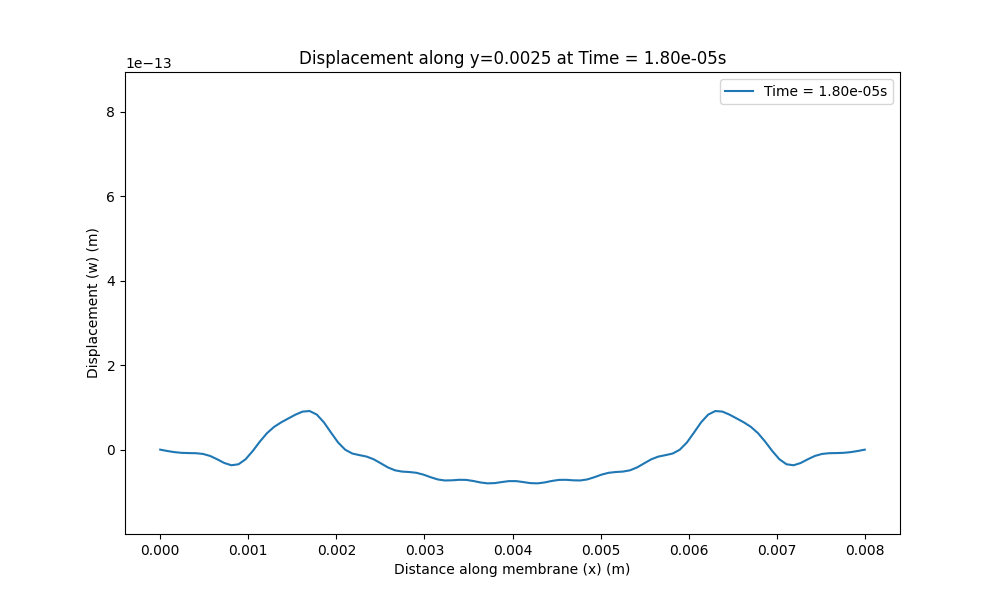 Displacement along y=0.0025 at Time = 1.80e-05s
1e−13
Time = 1.80e-05s
8
6
4
2
0
Displacement (w) (m)
0.000 0.001 0.002 0.003 0.004 0.005 0.006 0.007 0.008
Distance along membrane (x) (m)